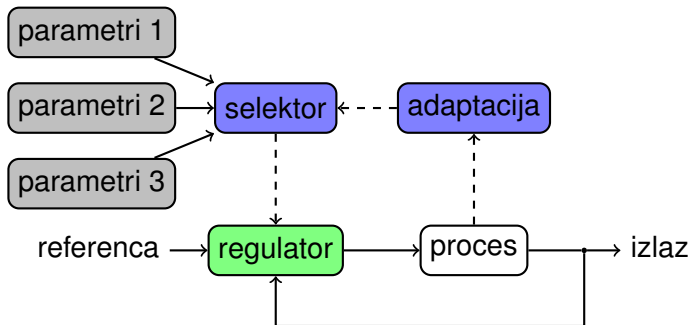 parametri 1
parametri 2
selektor
adaptacija
parametri 3
referenca
regulator
proces
izlaz